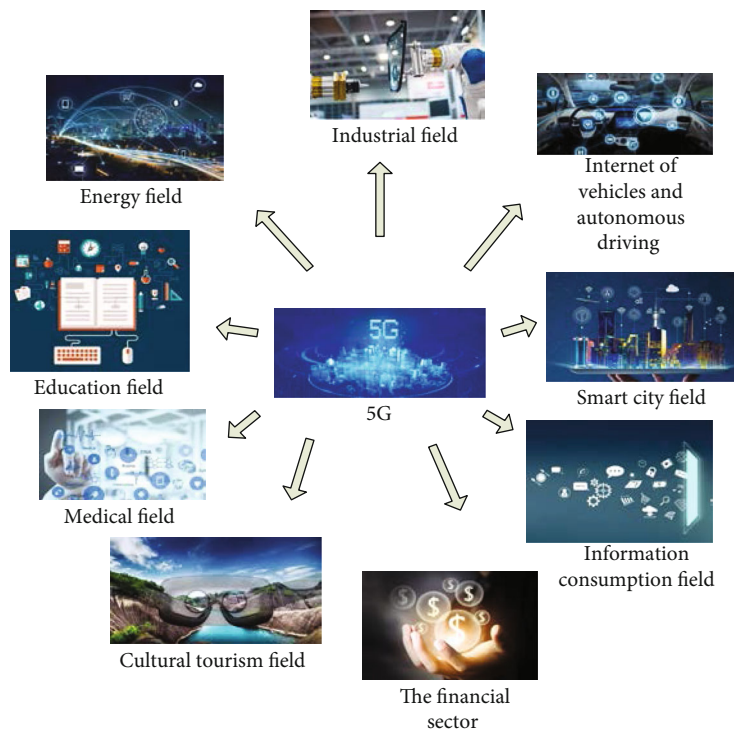 Industrial field
Energy field
Internet of
vehicles and
autonomous
driving
5G
5G
Education field
Smart city field
Medical field
Information
consumption field
Cultural tourism field
The financial
sector